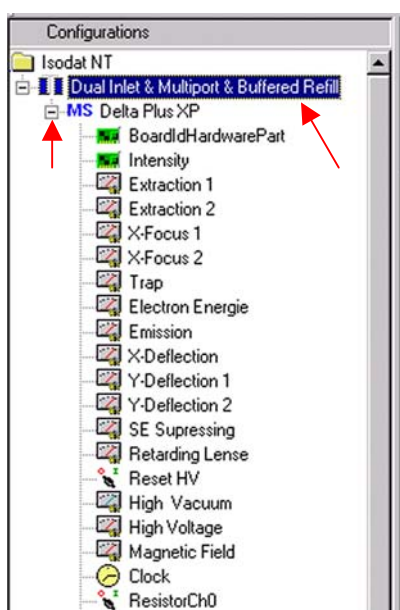 Configurations
Isodat NT
Dual Inlet & Multiport & Buffered Refill
MS Delta Plus XP
BoardIdHardwarePart
Intensity
Extraction 1
Extraction 2
X-Focus 1
X-Focus 2
Trap
Electron Energie
Emission
X-Deflection
Y-Deflection 1
Y-Deflection 2
SE Supressing
Retarding Lense
Reset HV
High Vacuum
High Voltage
Magnetic Field
Clock
ResistorCh0